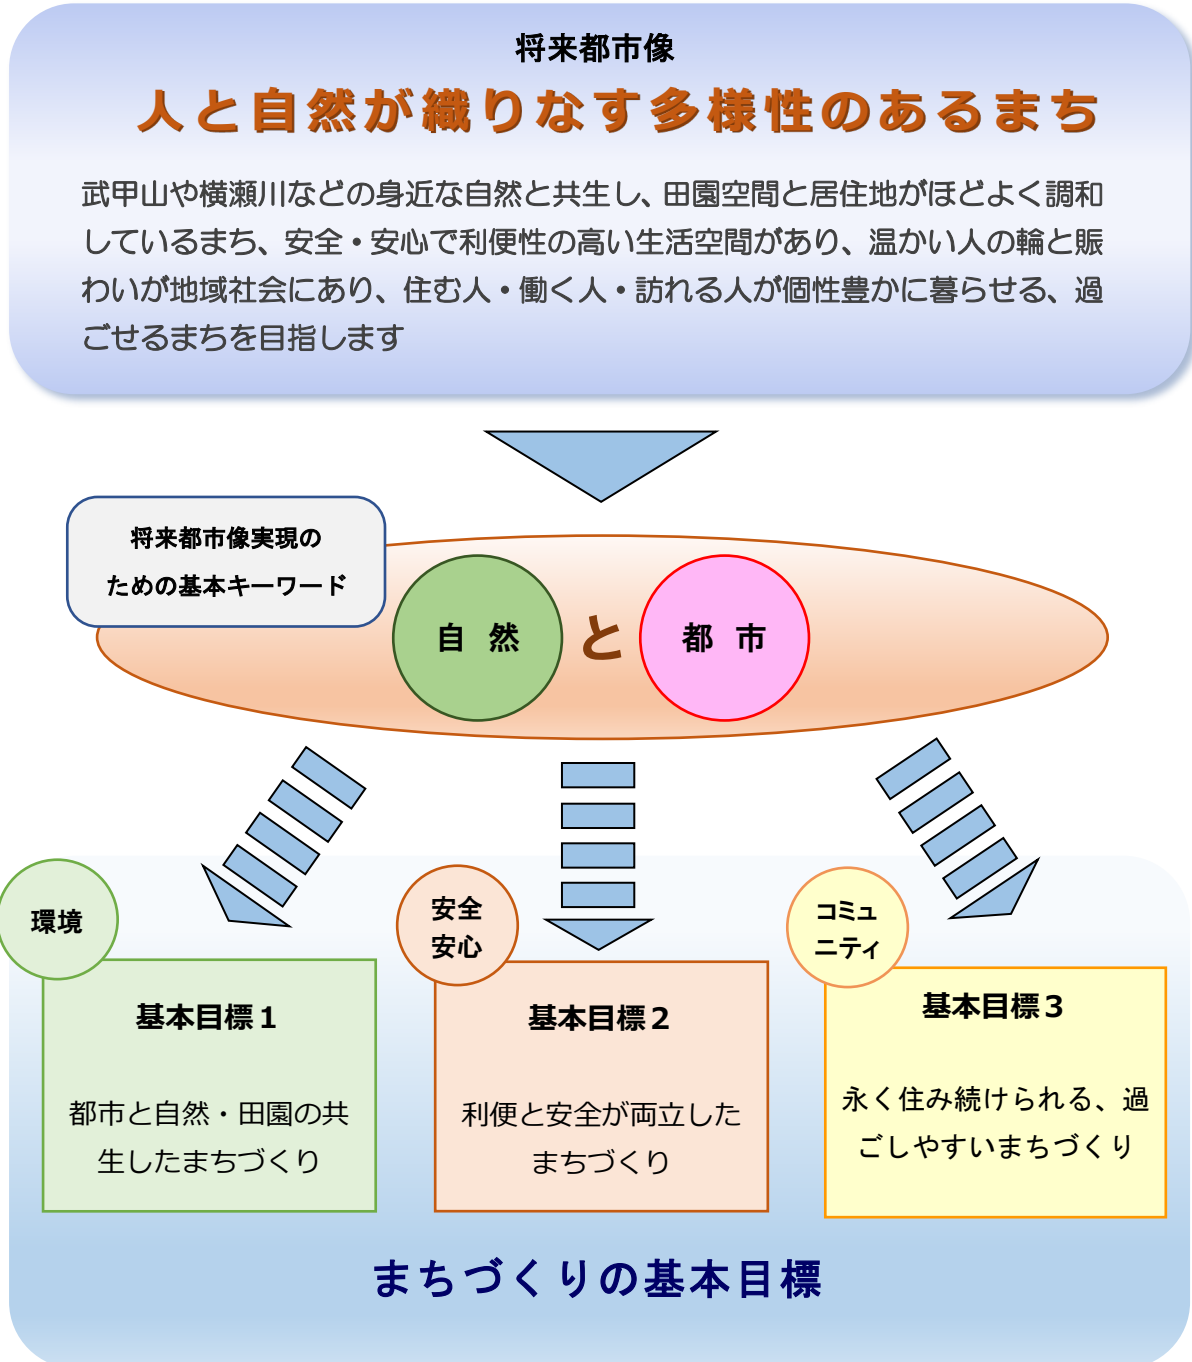 将来都市像
人と自然が織りなす多様性のあるまち
武甲山や横瀬川などの身近な自然と共生し、田園空間と居住地がほどよく調和
しているまち、安全・安心で利便性の高い生活空間があり、温かい人の輪と賑
わいが地域社会にあり、住む人・働く人・訪れる人が個性豊かに暮らせる、過
ごせるまちを目指します
将来都市像実現の
ための基本キーワード
自 然
と
都 市
環境
安全
安心
コミュ
ニティ
基本目標1
都市と自然・田園の共
生したまちづくり
基本目標2
利便と安全が両立した
まちづくり
基本目標3
永く住み続けられる、過
ごしやすいまちづくり
まちづくりの基本目標